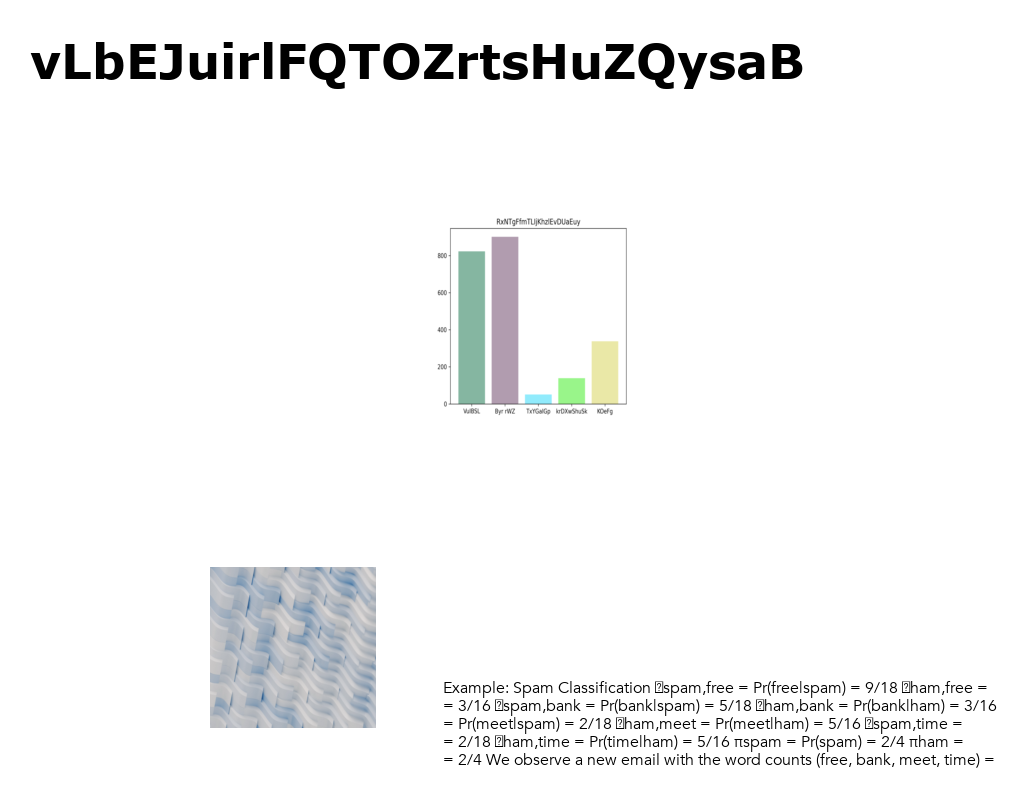 vLbEJuirlFQTOZrtsHuZQysaB
RxNTgFfmTLIjKhzlEvDUaEuy
800
600
400
200
0
VulBSL Byr rWZ TxYGalGp krDXwShuSk KOeFg
Example: Spam Classification spam,free = Pr(free|spam) = 9/18 ham,free =
= 3/16 spam,bank = Pr(bank|spam) = 5/18 ham,bank = Pr(bank|ham) = 3/16
= Pr(meet|spam) = 2/18 ham,meet = Pr(meet|ham) = 5/16 spam,time =
= 2/18 ham,time = Pr(time|ham) = 5/16 πspam = Pr(spam) = 2/4 πham =
= 2/4 We observe a new email with the word counts (free, bank, meet, time) =